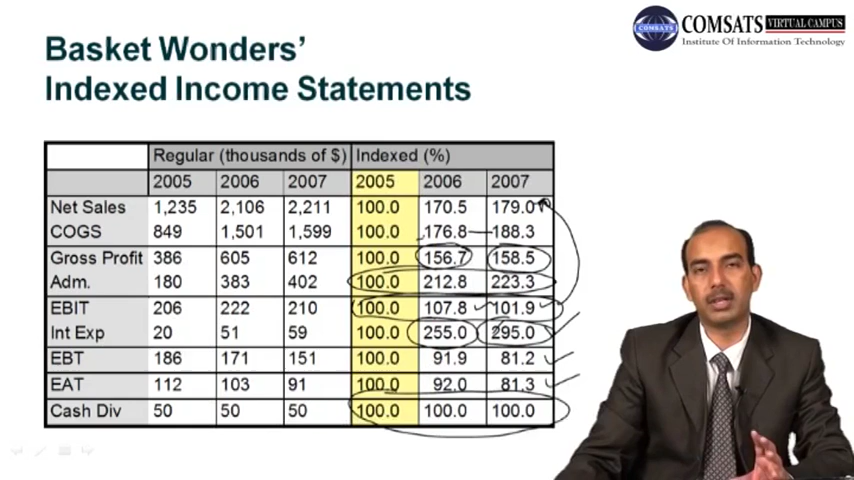 COMSATS
COMSATS VIRTUAL CAMPUS
Institute Of Information Technology
Basket Wonders'
Indexed Income Statements
Regular (thousands of $) Indexed (%)
2005 2006 2007 2005 2006 2007
Net Sales 1,235 2,106 2,211 100.0 170.5 179.0
COGS 849 1,501 1,599 100.0 176.8 188.3
Gross Profit 386 605 612 100.0 156.7 158.5
Adm. 180 383 402 100.0 212.8 223.3
EBIT 206 222 210 100.0 107.8 101.9
Int Exp 20 51 59 100.0 255.0 295.0
EBT 186 171 151 100.0 91.9 81.2
EAT 112 103 91 100.0 92.0 81.3
Cash Div 50 50 50 100.0 100.0 100.0